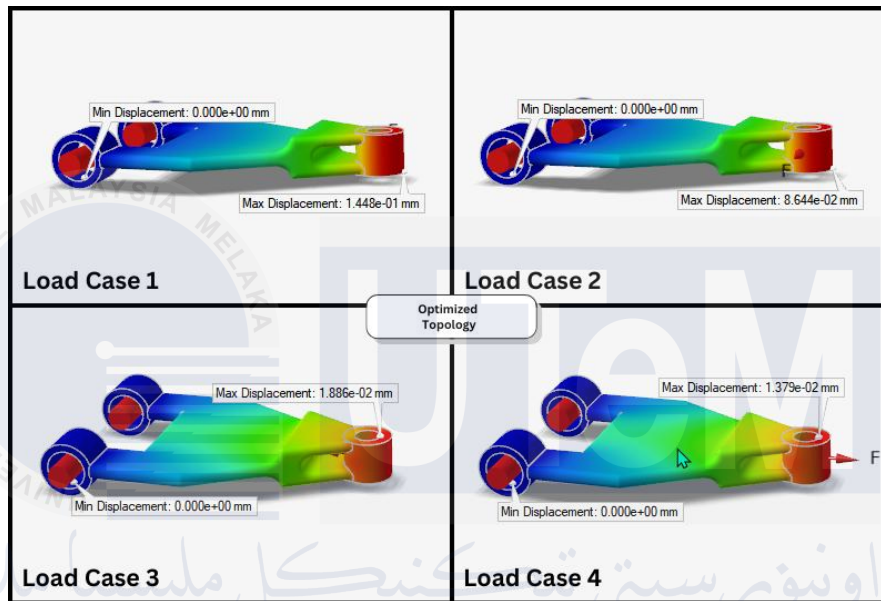 Min Displacement: 0.000e+00 mm
F
Max Displacement: 1.448e-01 mm
Load Case 1
Min Displacement: 0.000e+00 mm
F
Max Displacement: 8.644e-02 mm
Load Case 2
Optimized
Topology
Max Displacement: 1.886e-02 mm
Min Displacement: 0.000e+00 mm
Load Case 3
Max Displacement: 1.379e-02 mm
F
Min Displacement: 0.000e+00 mm
Load Case 4
MALAYSIA MELAKA
UTeM